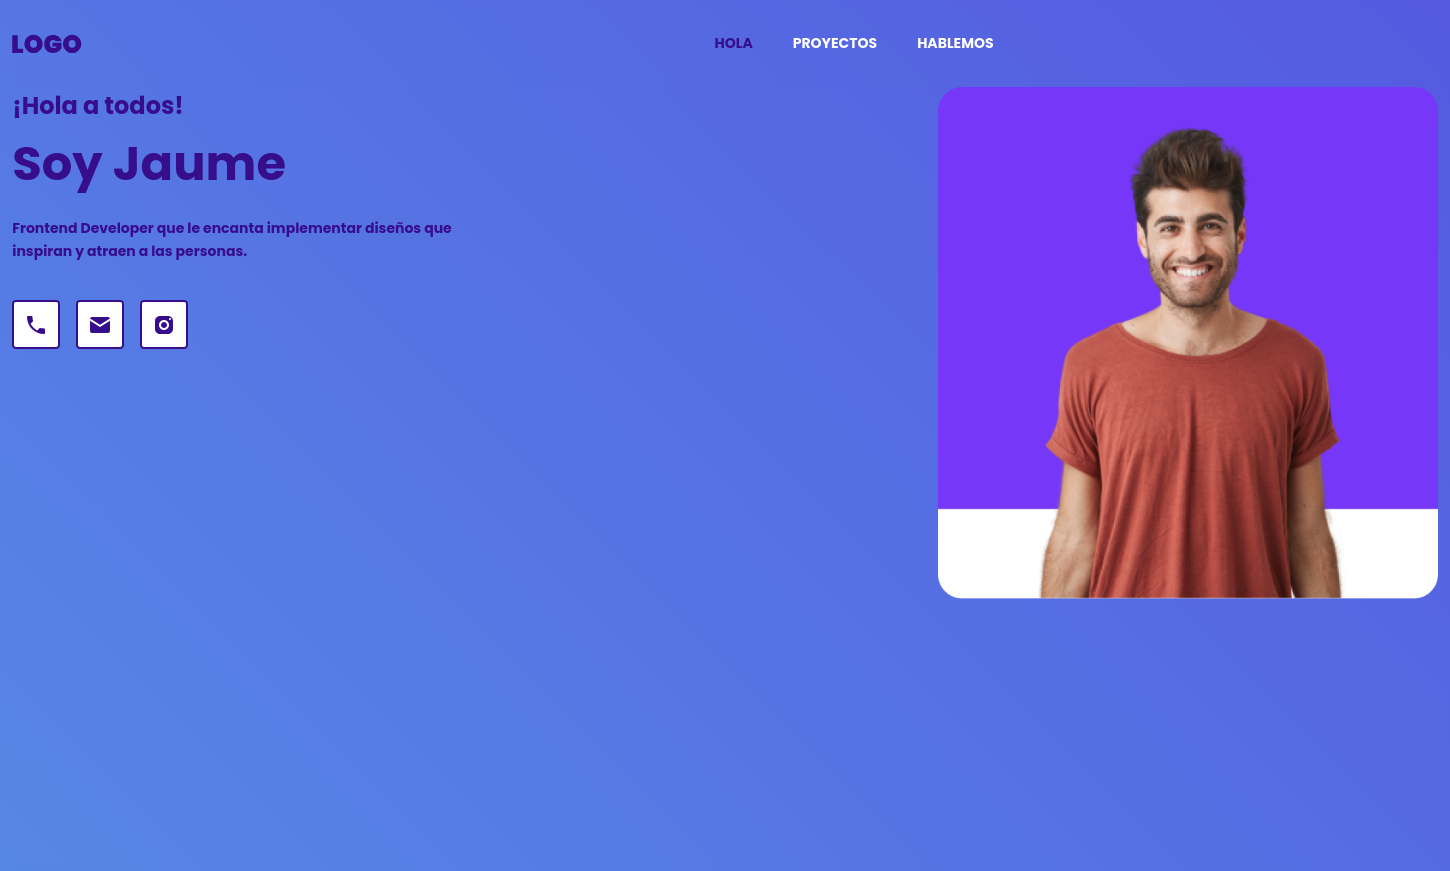 LOGO
HOLA PROYECTOS HABLEMOS
¡Hola a todos!
Soy Jaume
Frontend Developer que le encanta implementar diseños que
inspiran y atraen a las personas.